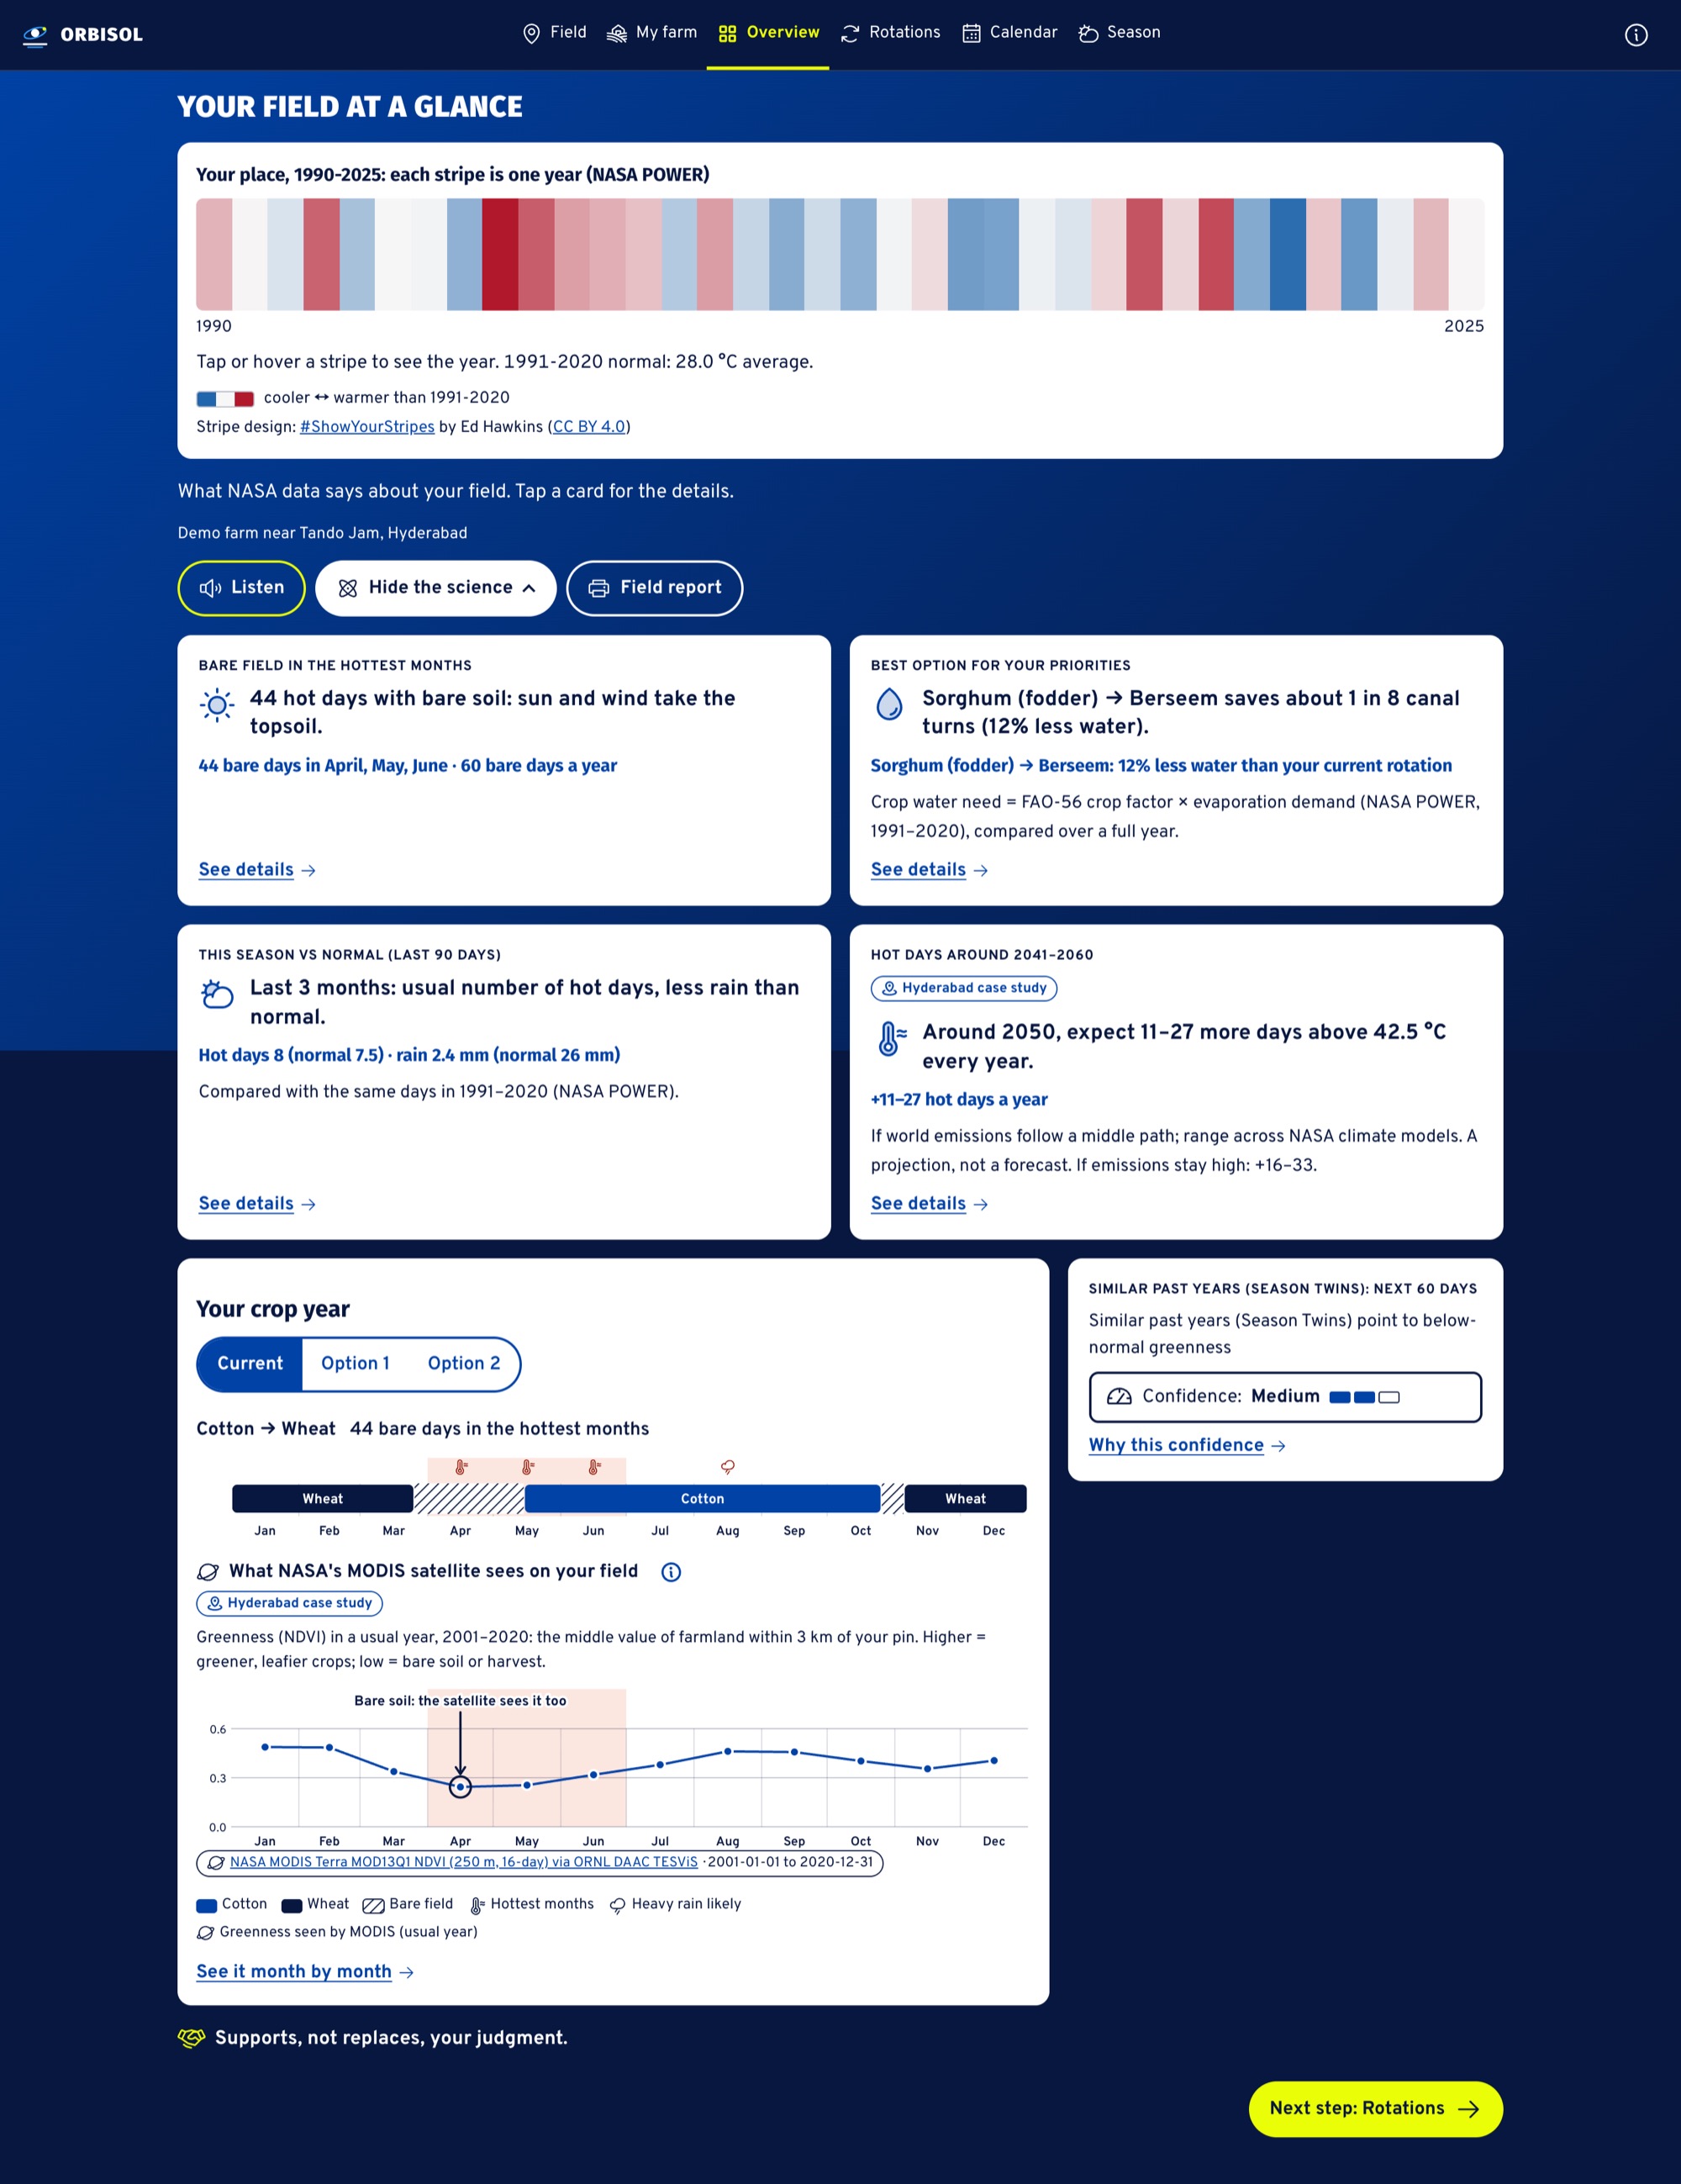 ORBISOL
Field
My farm
Overview
Rotations
Calendar
Season
YOUR FIELD AT A GLANCE
Your place, 1990-2025: each stripe is one year (NASA POWER)
1990
2025
Tap or hover a stripe to see the year. 1991-2020 normal: 28.0 °C average.
cooler ↔ warmer than 1991-2020
Stripe design: #ShowYourStripes by Ed Hawkins (CC BY 4.0)
What NASA data says about your field. Tap a card for the details.
Demo farm near Tando Jam, Hyderabad
Listen
Hide the science
Field report
BARE FIELD IN THE HOTTEST MONTHS
44 hot days with bare soil: sun and wind take the
topsoil.
44 bare days in April, May, June · 60 bare days a year
See details →
BEST OPTION FOR YOUR PRIORITIES
Sorghum (fodder) → Berseem saves about 1 in 8 canal
turns (12% less water).
Sorghum (fodder) → Berseem: 12% less water than your current rotation
Crop water need = FAO-56 crop factor × evaporation demand (NASA POWER,
1991–2020), compared over a full year.
See details →
THIS SEASON VS NORMAL (LAST 90 DAYS)
Last 3 months: usual number of hot days, less rain than
normal.
Hot days 8 (normal 7.5) · rain 2.4 mm (normal 26 mm)
Compared with the same days in 1991–2020 (NASA POWER).
See details →
HOT DAYS AROUND 2041–2060
Hyderabad case study
Around 2050, expect 11–27 more days above 42.5 °C
every year.
+11–27 hot days a year
If world emissions follow a middle path; range across NASA climate models. A
projection, not a forecast. If emissions stay high: +16–33.
See details →
Your crop year
Current
Option 1
Option 2
Cotton → Wheat 44 bare days in the hottest months
Wheat
Cotton
Wheat
Jan Feb Mar Apr May Jun Jul Aug Sep Oct Nov Dec
What NASA's MODIS satellite sees on your field
Hyderabad case study
Greenness (NDVI) in a usual year, 2001–2020: the middle value of farmland within 3 km of your pin. Higher =
greener, leafier crops; low = bare soil or harvest.
Bare soil: the satellite sees it too
0.6
0.3
0.0
Jan Feb Mar Apr May Jun Jul Aug Sep Oct Nov Dec
NASA MODIS Terra MOD13Q1 NDVI (250 m, 16-day) via ORNL DAAC TESViS · 2001-01-01 to 2020-12-31
Cotton Wheat Bare field Hottest months Heavy rain likely
Greenness seen by MODIS (usual year)
See it month by month →
SIMILAR PAST YEARS (SEASON TWINS): NEXT 60 DAYS
Similar past years (Season Twins) point to below-
normal greenness
Confidence: Medium
Why this confidence →
Supports, not replaces, your judgment.
Next step: Rotations →